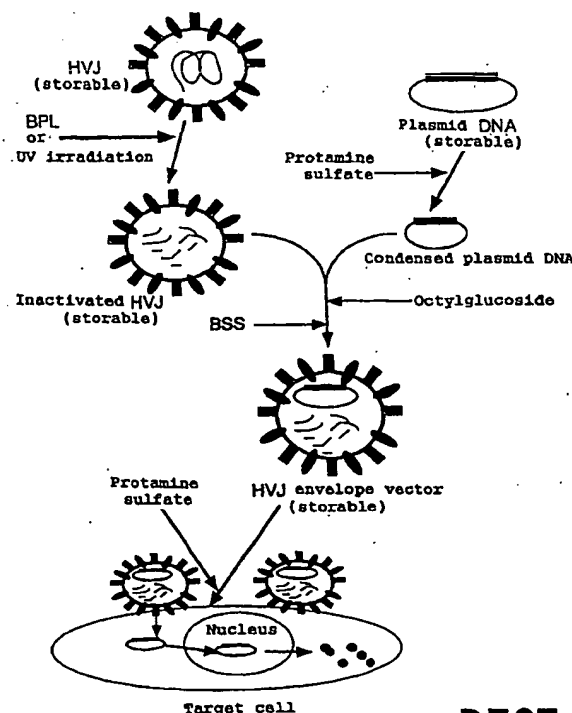 HVJ
(storable)
BPL
or
UV irradiation
Plasmid DNA
(storable)
Protamine
sulfate
Condensed plasmid DNA
Inactivated HVJ
(storable)
Octylglucoside
BSS
HVJ envelope vector
(storable)
Protamine
sulfate
Nucleus
Target cell